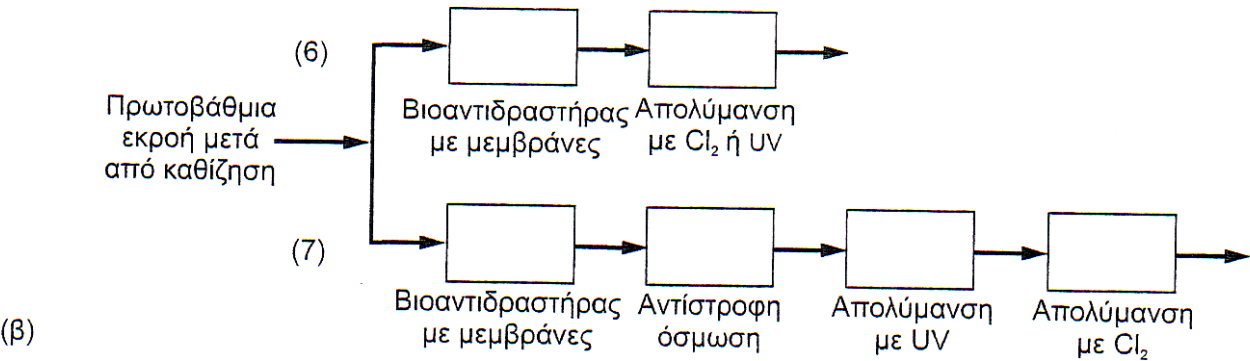 (6)
Πρωτοβάθμια
εκροή μετά
από καθίζηση
Βιοαντιδραστήρας
με μεμβράνες
Απολύμανση
με Cl₂ ή UV
(7)
Βιοαντιδραστήρας
με μεμβράνες
Αντίστροφη
όσμωση
Απολύμανση
με UV
Απολύμανση
με Cl₂
(β)